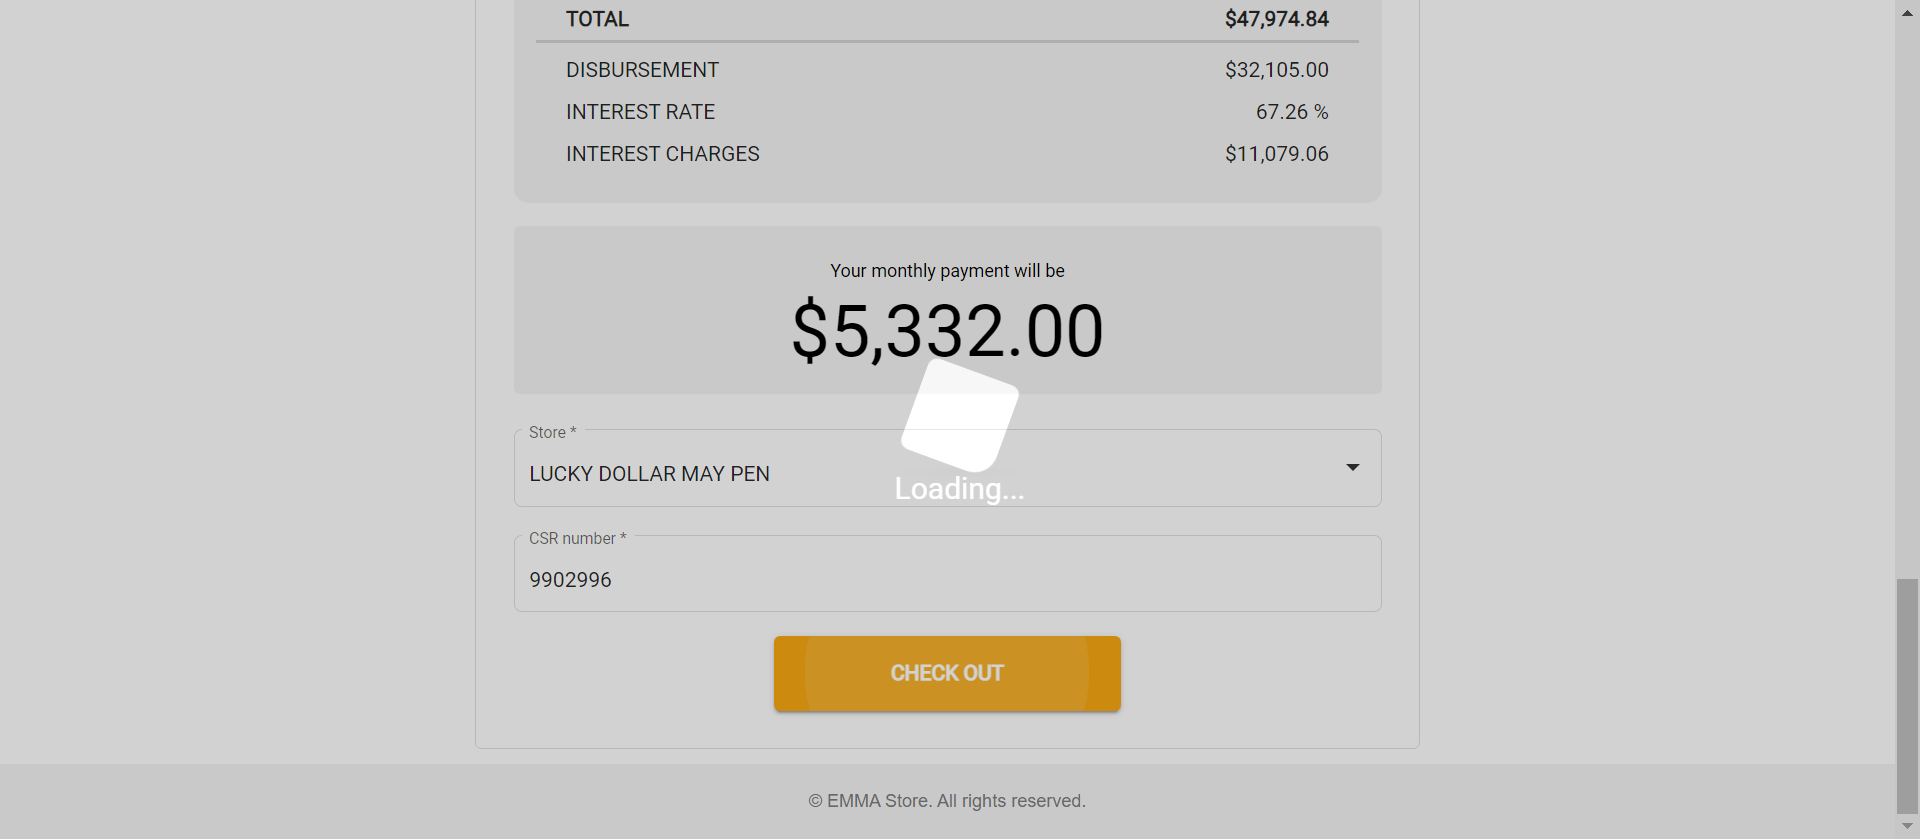 TOTAL $47,974.84
DISBURSEMENT $32,105.00
INTEREST RATE 67.26 %
INTEREST CHARGES $11,079.06
Your monthly payment will be
$5,332.00
Store *
LUCKY DOLLAR MAY PEN
Loading...
CSR number *
9902996
CHECK OUT
© EMMA Store. All rights reserved.